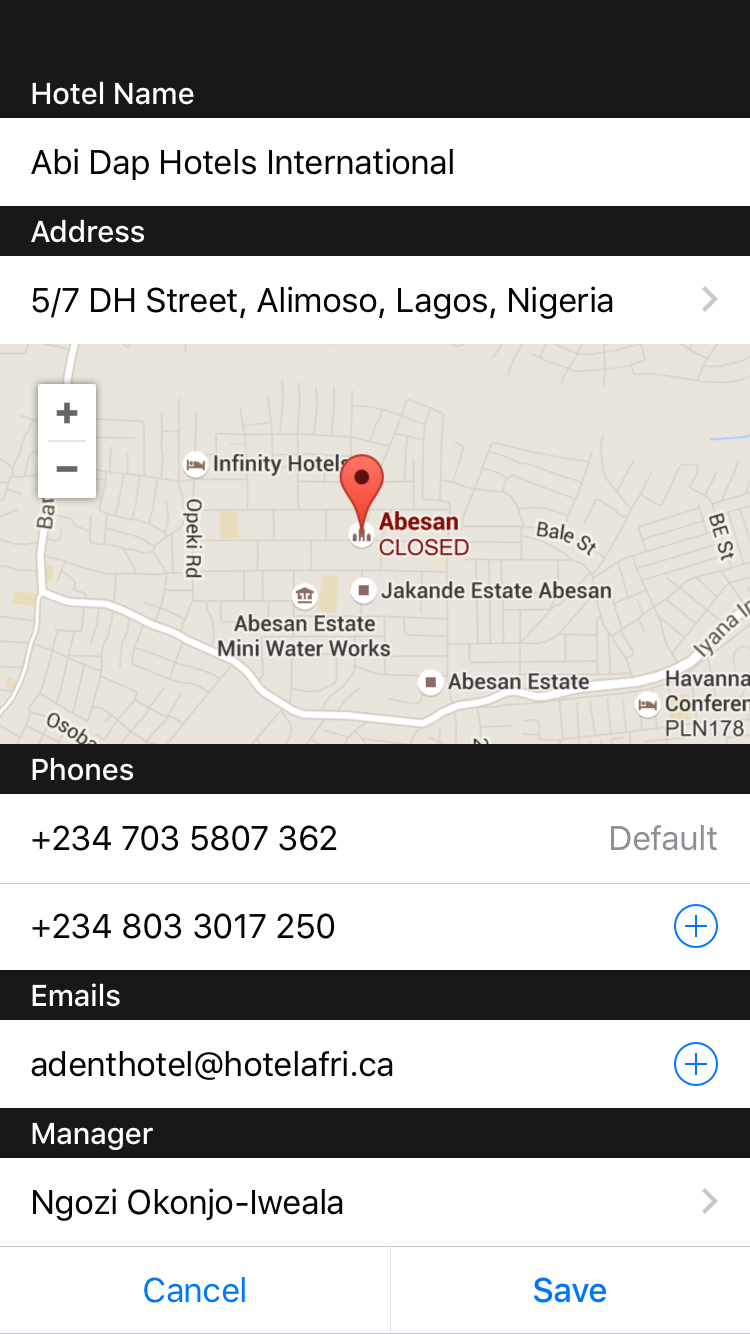 Hotel Name
Abi Dap Hotels International
Address
5/7 DH Street, Alimoso, Lagos, Nigeria
+
−
Infinity Hotels
Opeki Rd
Abesan
CLOSED
Bale St
BE St
Jakande Estate Abesan
Abesan Estate
Mini Water Works
Iyana
Abesan Estate
Havanna
Conferen
PLN178
Osoba
Phones
+234 703 5807 362
Default
+234 803 3017 250
Emails
adenthotel@hotelafri.ca
Manager
Ngozi Okonjo-Iweala
Cancel
Save